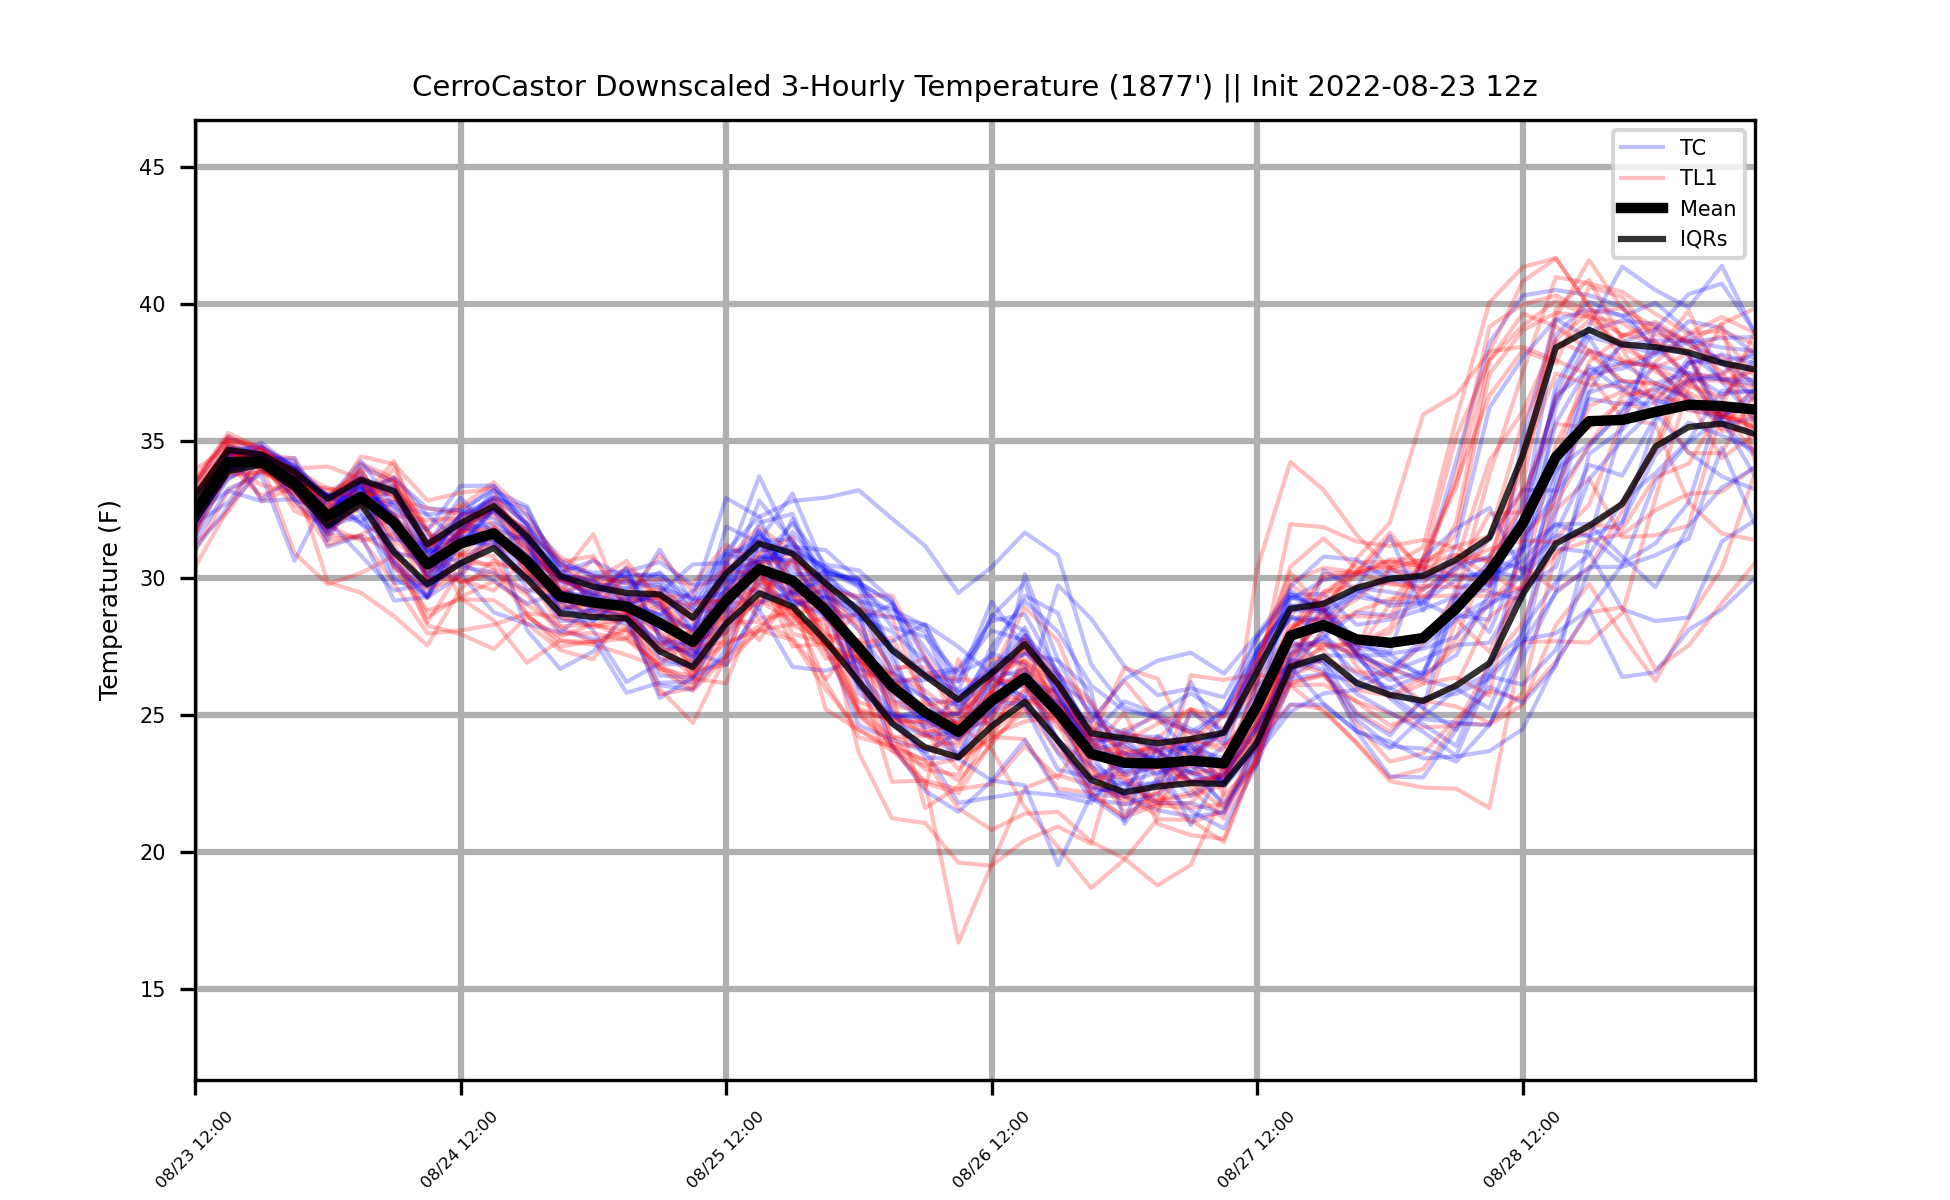 CerroCastor Downscaled 3-Hourly Temperature (1877') || Init 2022-08-23 12z
TC
TL1
Mean
IQRs
Temperature (F)
45
40
35
30
25
20
15
08/23 12:00
08/24 12:00
08/25 12:00
08/26 12:00
08/27 12:00
08/28 12:00